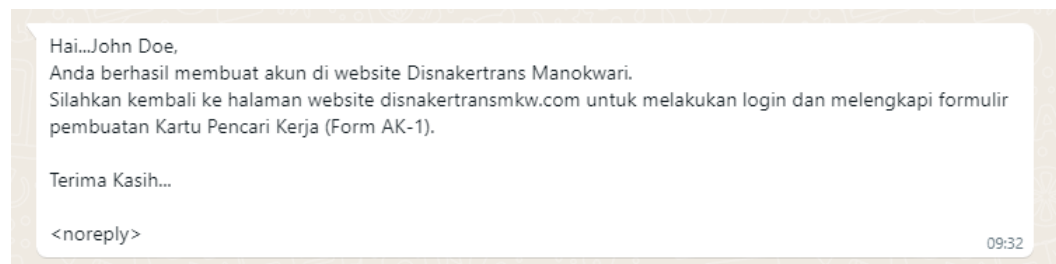 Hai...John Doe,
Anda berhasil membuat akun di website Disnakertrans Manokwari.
Silahkan kembali ke halaman website disnakertransmkw.com untuk melakukan login dan melengkapi formulir
pembuatan Kartu Pencari Kerja (Form AK-1).
Terima Kasih...
<noreply>
09:32